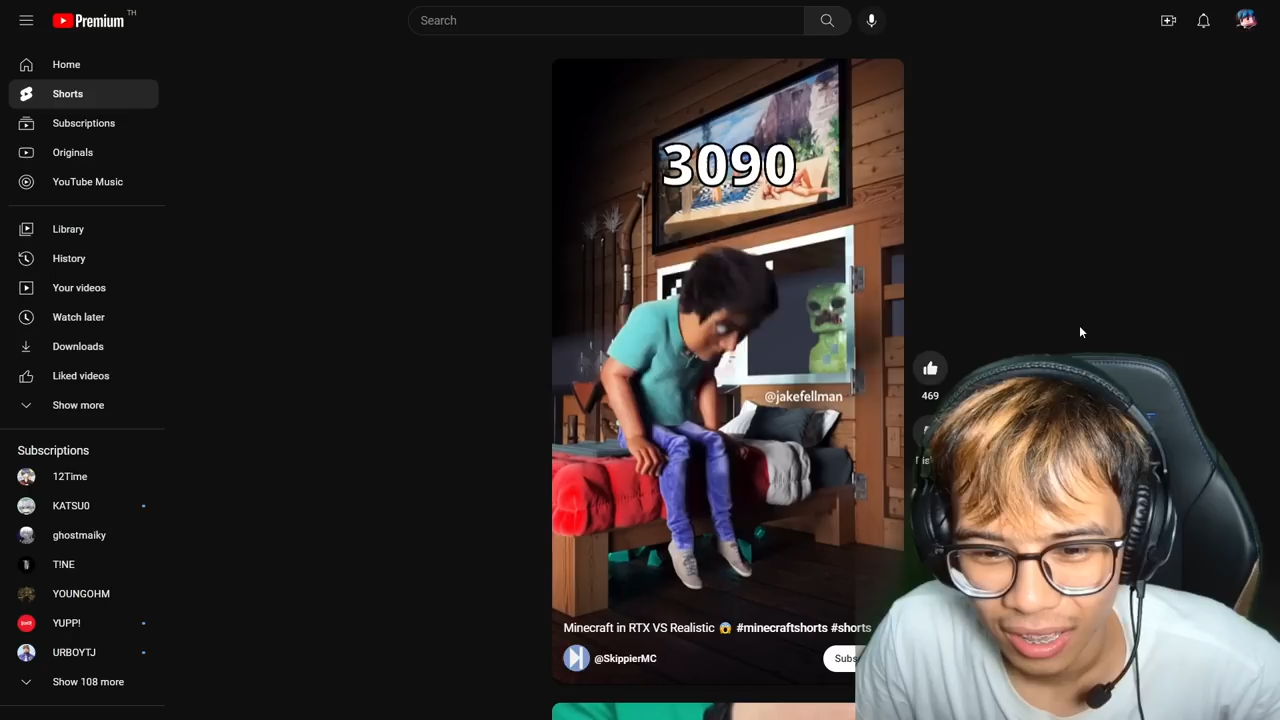 Premium
TH
Search
Home
Shorts
Subscriptions
Originals
YouTube Music
Library
History
Your videos
Watch later
Downloads
Liked videos
Show more
Subscriptions
12Time
KATSU0
ghostmaiky
T!NE
YOUNGOHM
YUPP!
URBOYTJ
Show 108 more
3090
@jakefellman
469
Minecraft in RTX VS Realistic 😱 #minecraftshorts #shorts
@SkippierMC